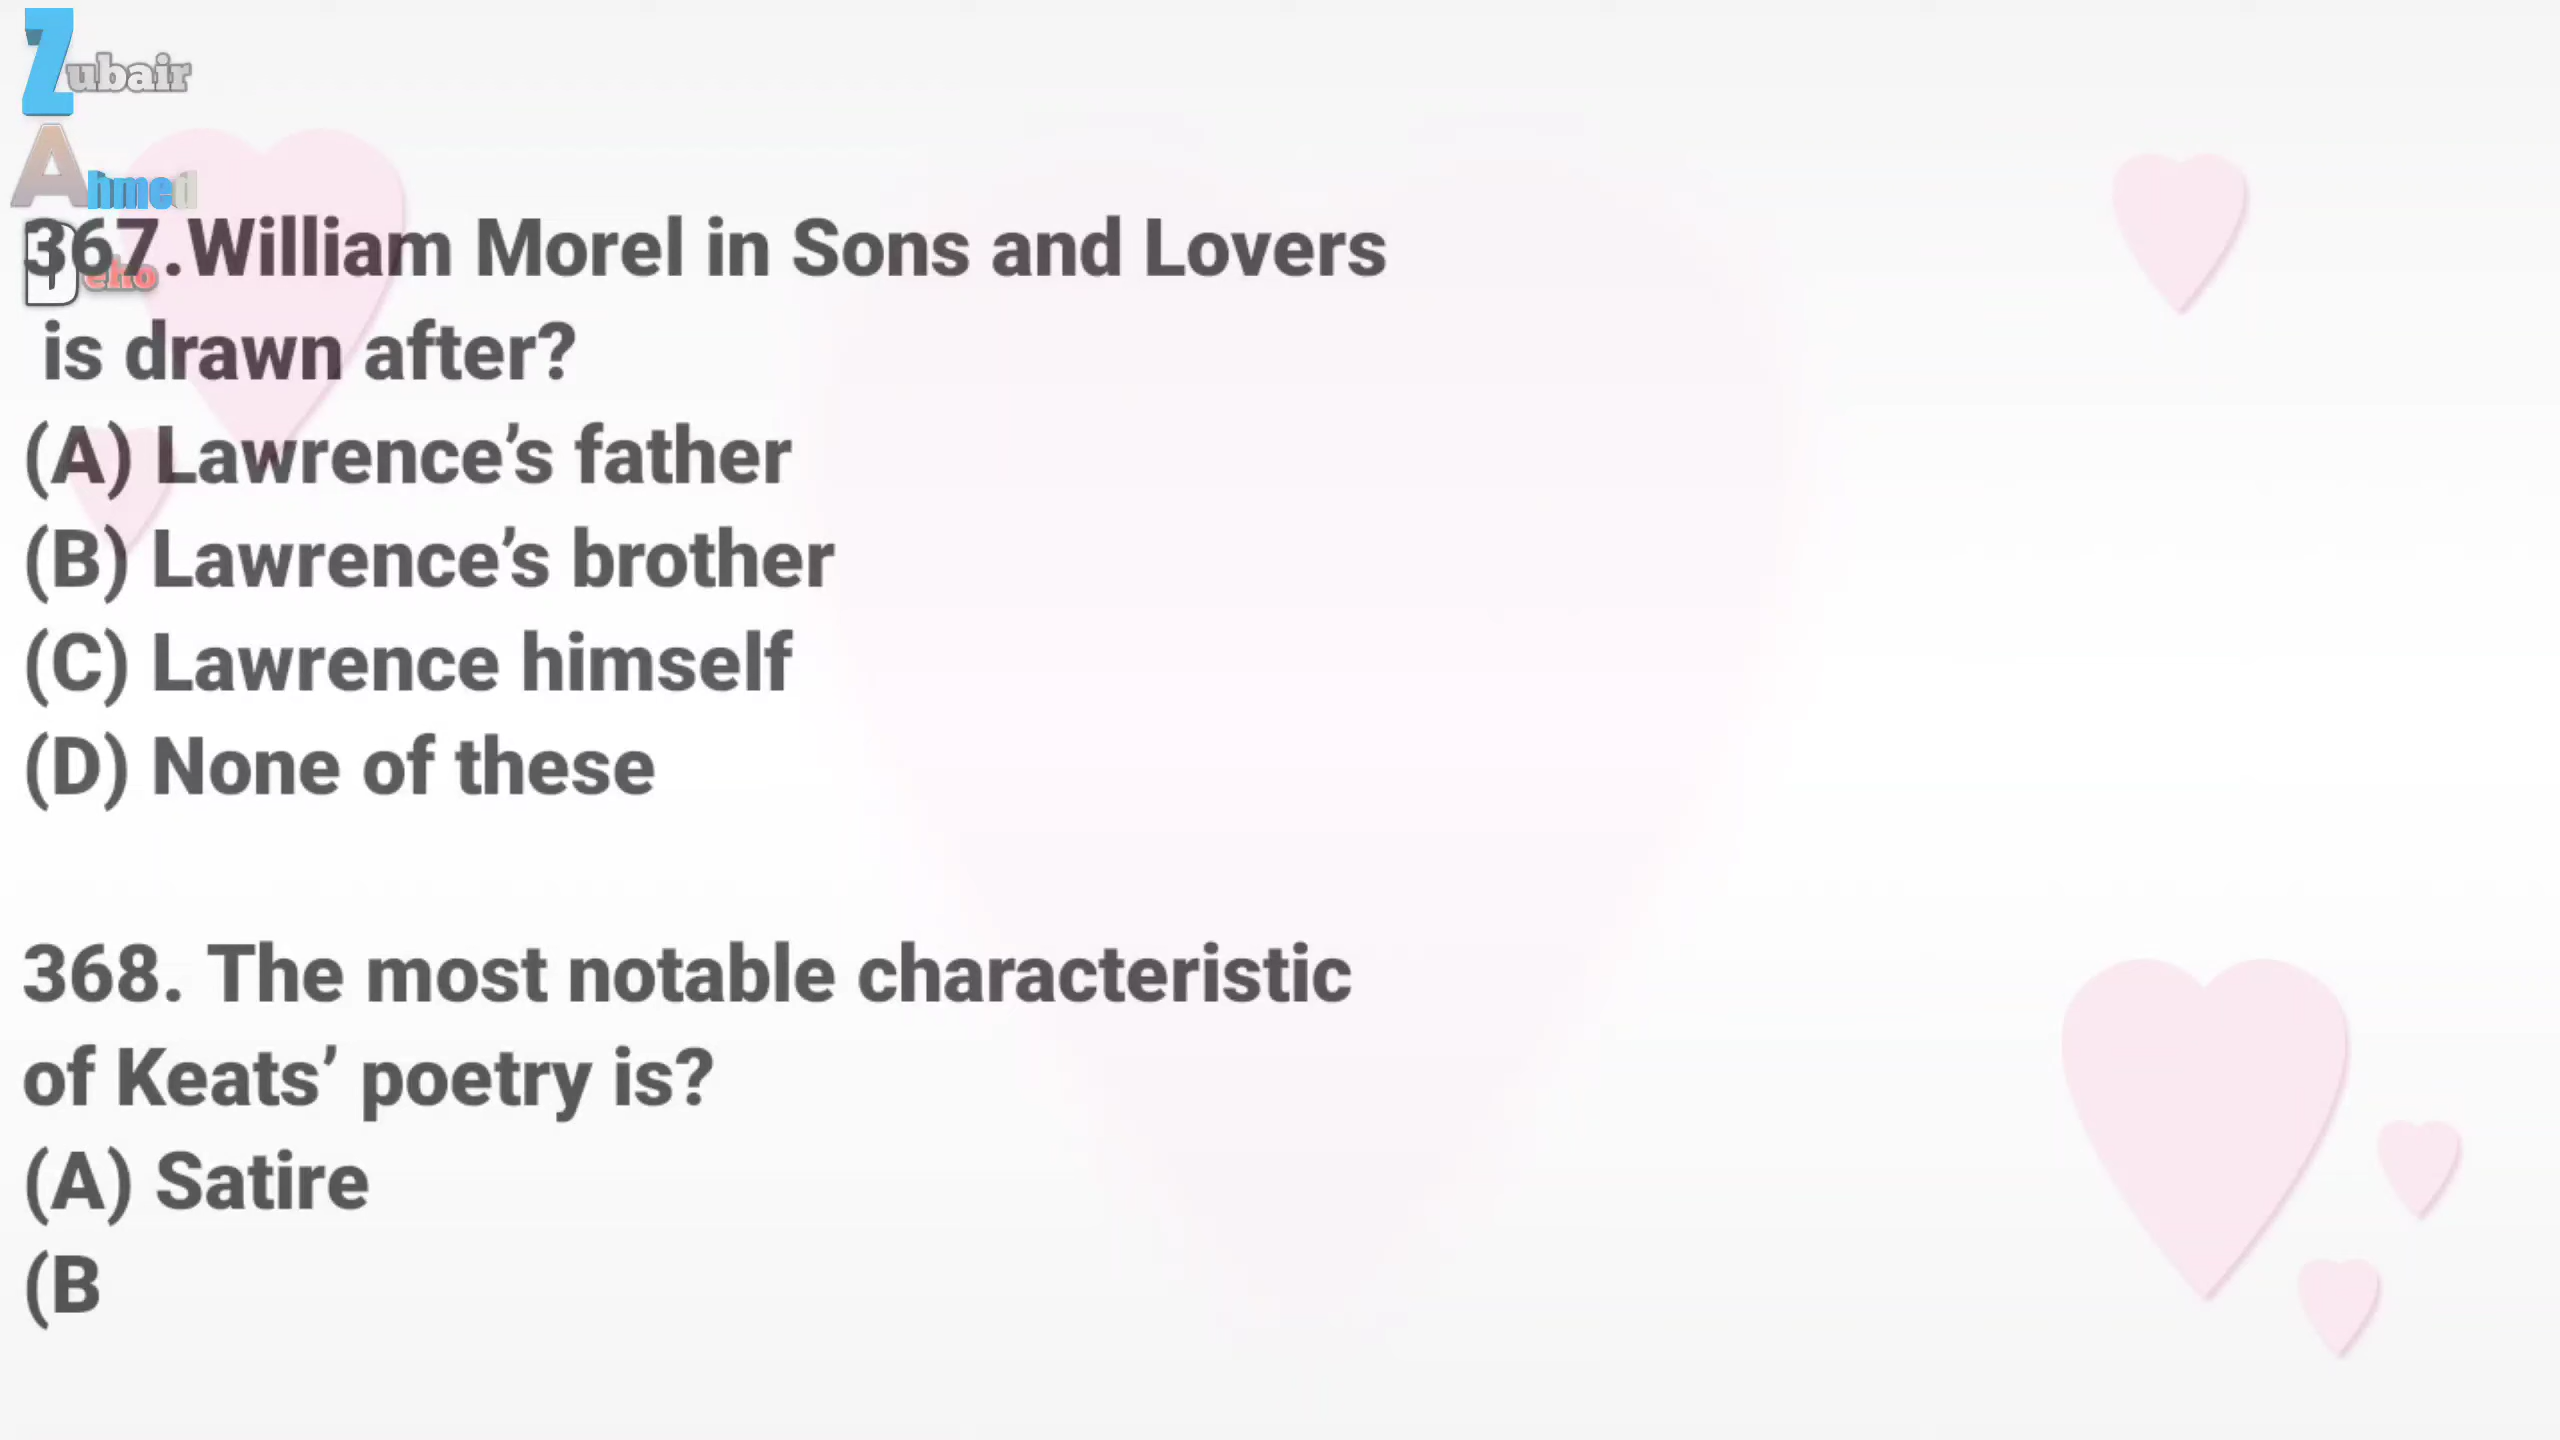 Zubair
Ahmed
Deho
367.William Morel in Sons and Lovers
is drawn after?
(A) Lawrence’s father
(B) Lawrence’s brother
(C) Lawrence himself
(D) None of these
368. The most notable characteristic
of Keats’ poetry is?
(A) Satire
(B